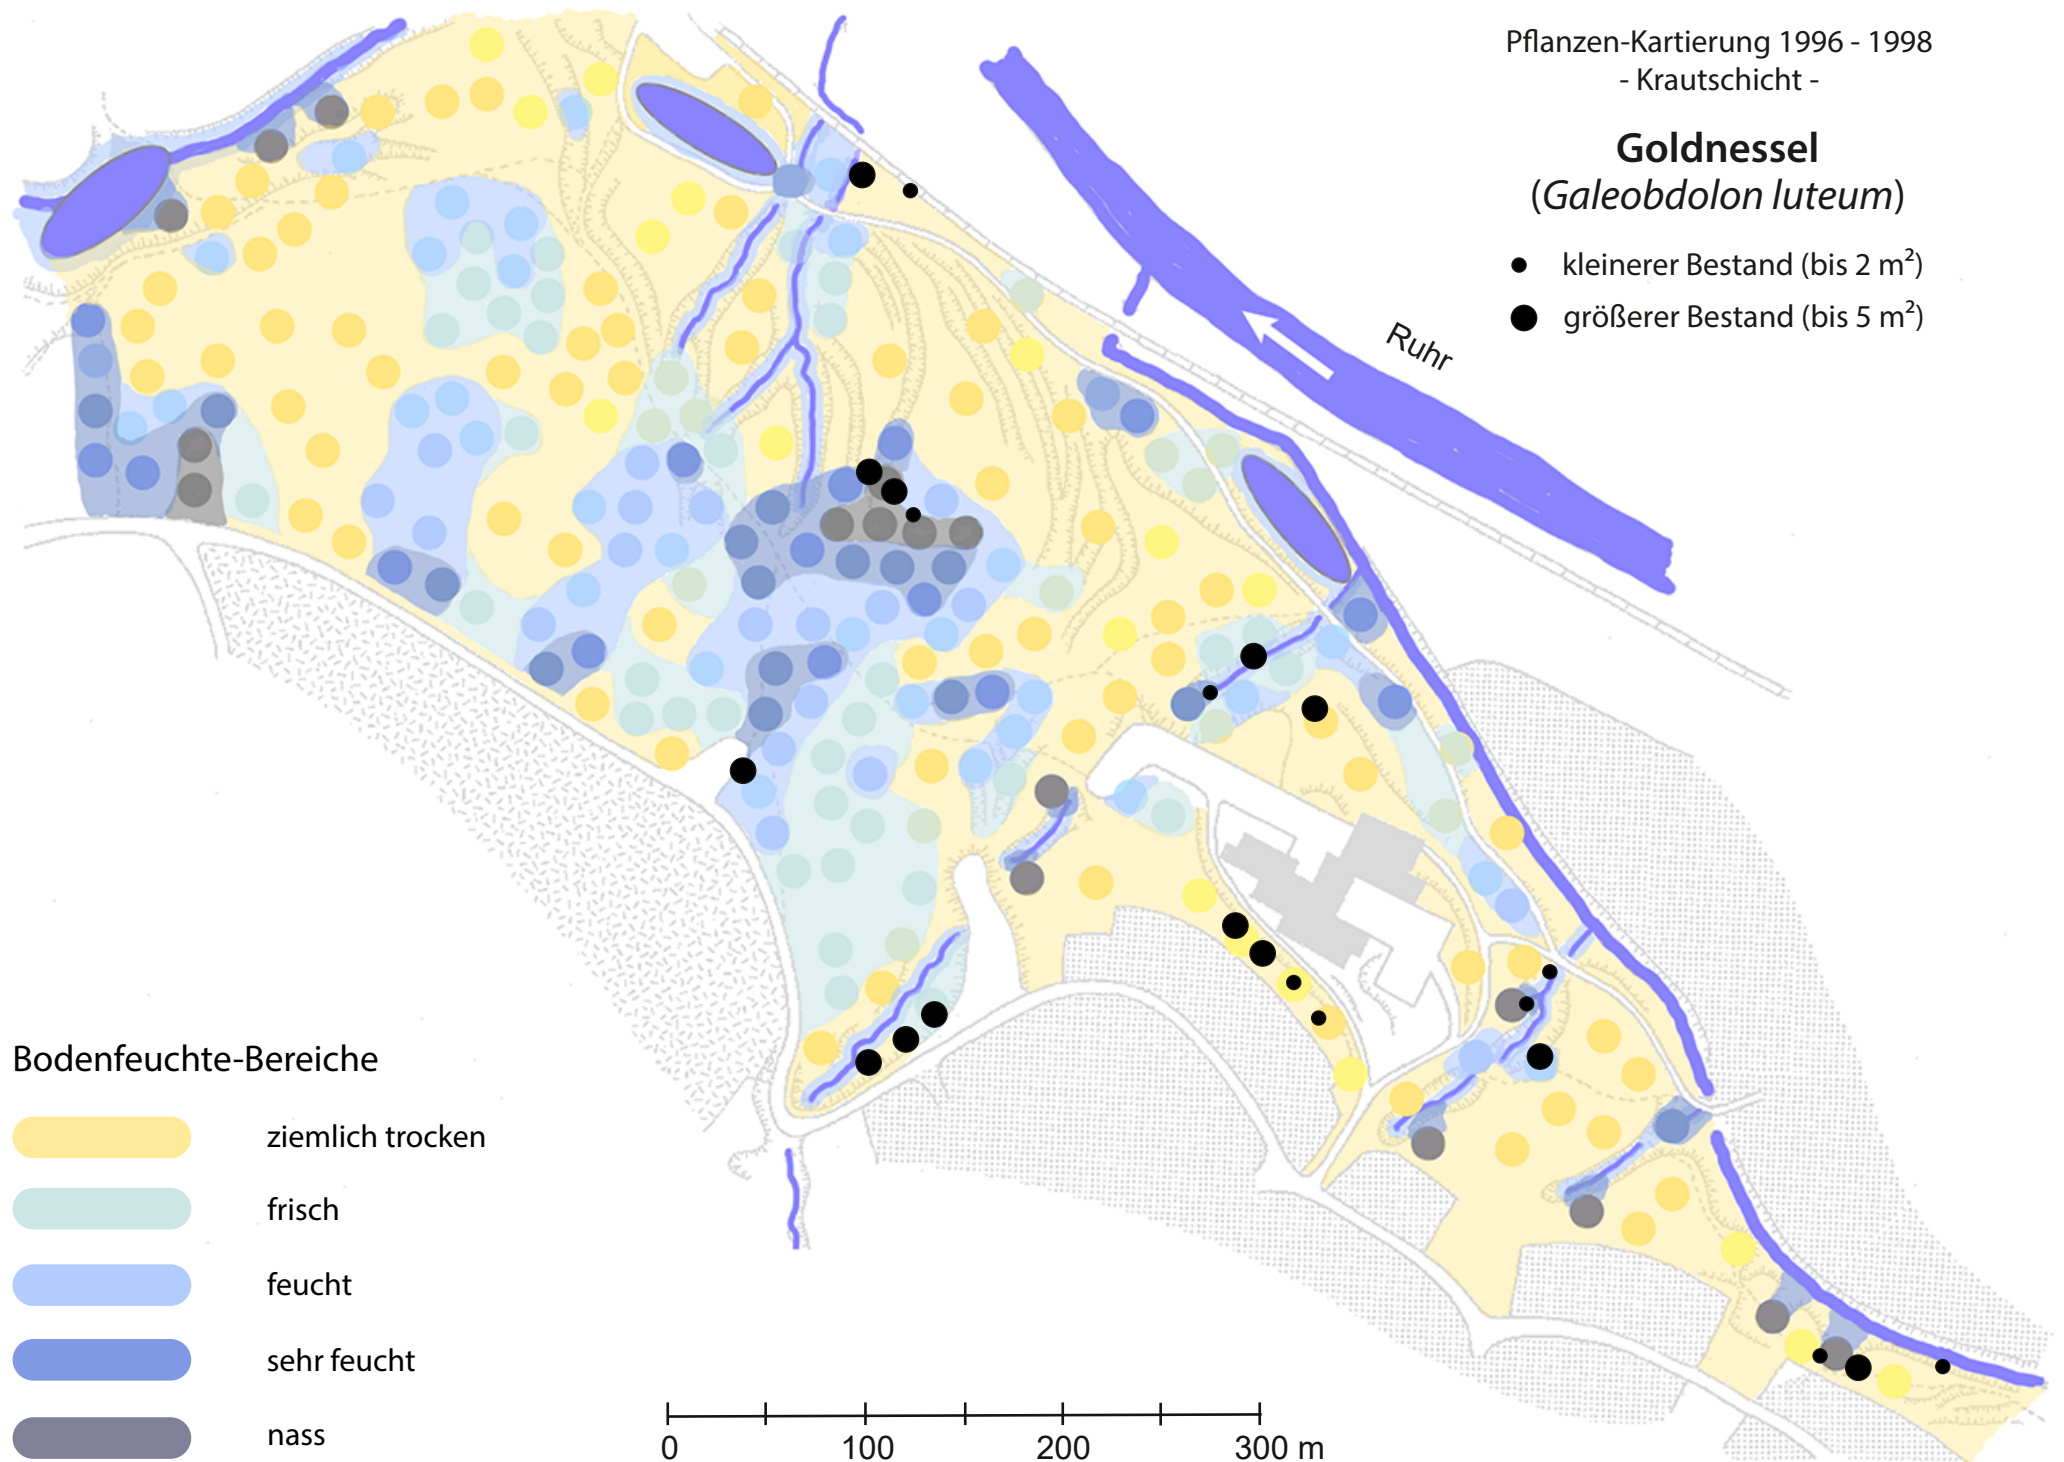 Pflanzen-Kartierung 1996 - 1998
- Krautschicht -
Goldnessel
(Galeobdolon luteum)
kleinerer Bestand (bis 2 m²)
größerer Bestand (bis 5 m²)
Ruhr
Bodenfeuchte-Bereiche
ziemlich trocken
frisch
feucht
sehr feucht
nass
0 100 200 300 m